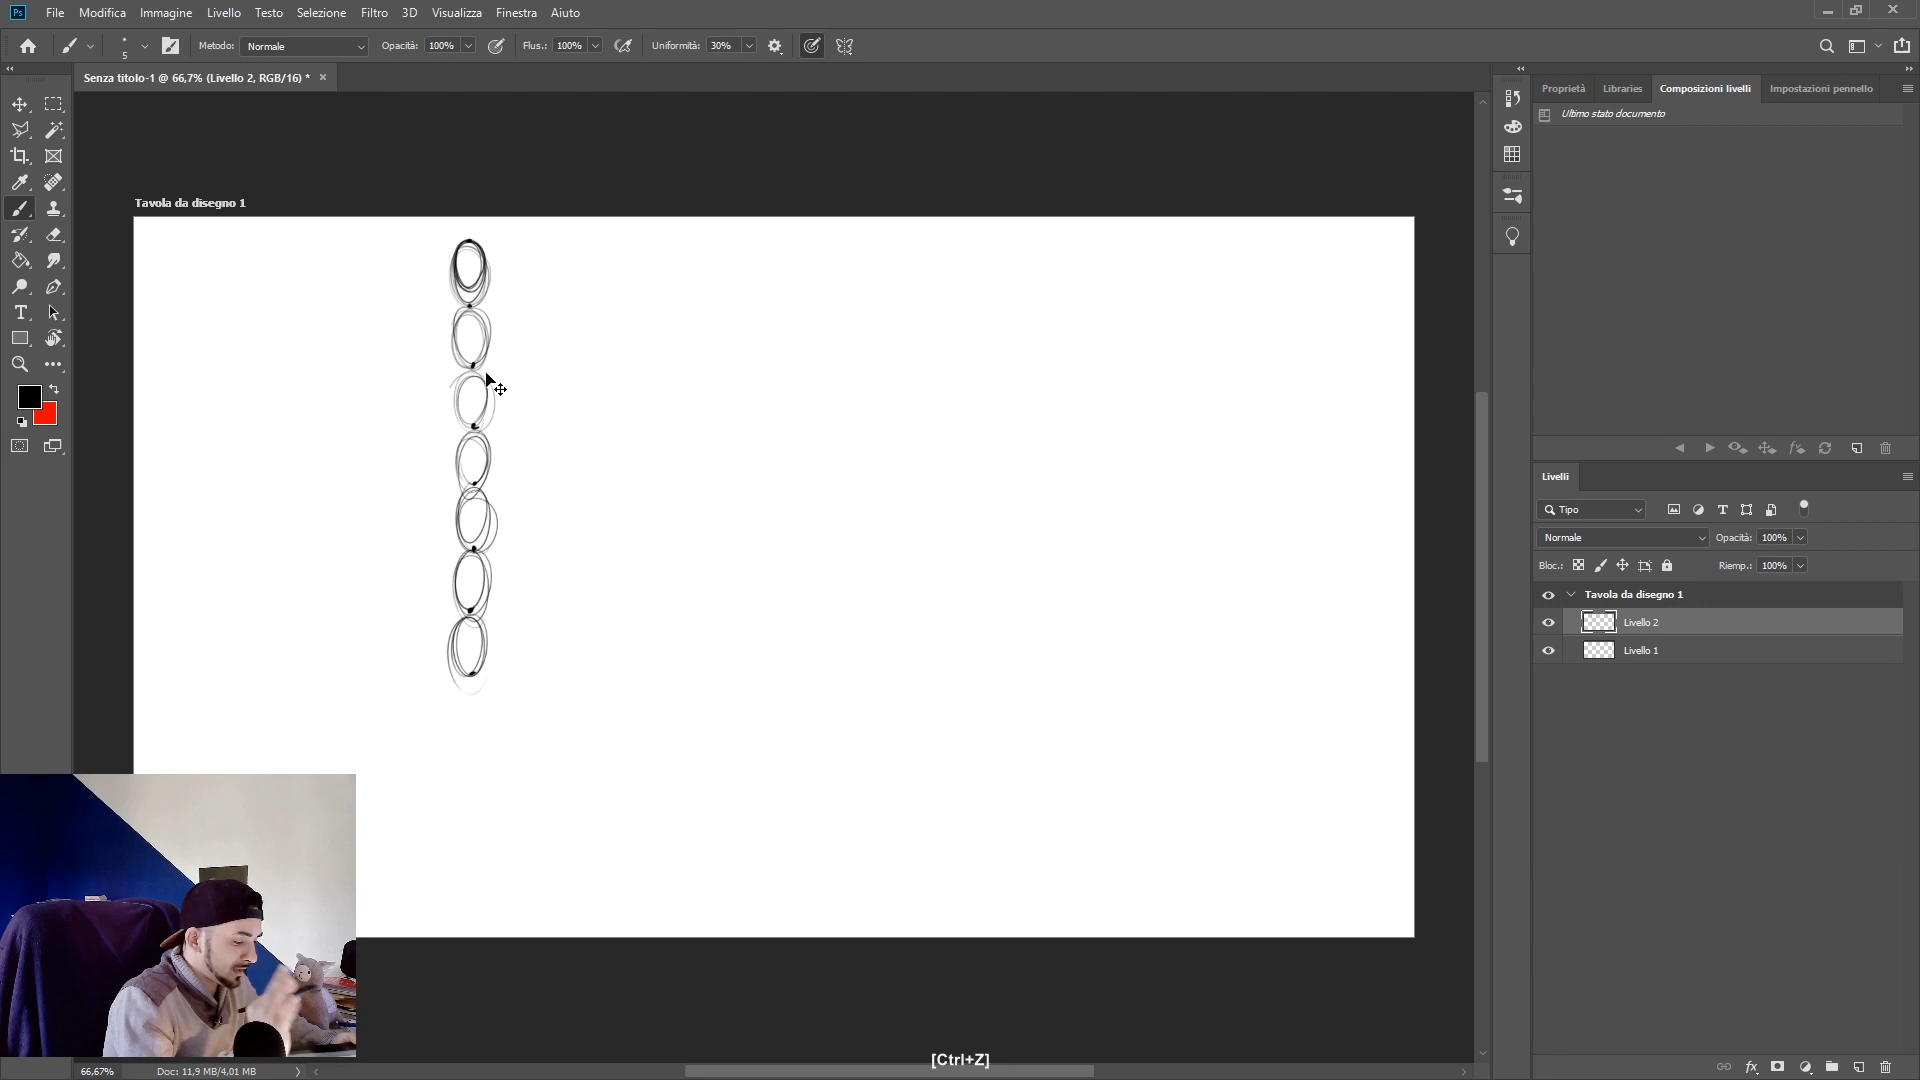 Ps File Modifica Immagine Livello Testo Selezione Filtro 3D Visualizza Finestra Aiuto
5 Metodo: Normale Opacità: 100% Flus.: 100% Uniformità: 30%
Senza titolo-1 @ 66,7% (Livello 2, RGB/16) *
Proprietà Libraries Composizioni livelli Impostazioni pennello
Ultimo stato documento
Tavola da disegno 1
Livelli
Tipo
Normale Opacità: 100%
Bloc.: Riemp.: 100%
Tavola da disegno 1
Livello 2
Livello 1
[Ctrl+Z]
66,67% Doc: 11,9 MB/4,01 MB